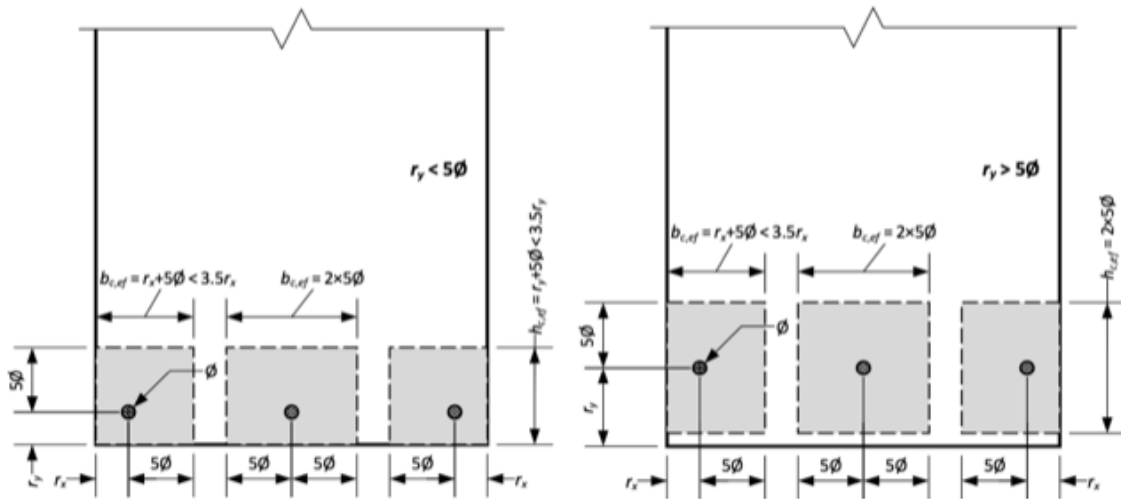 r_y < 5Ø
b_c,ef = r_x+5Ø < 3.5r_x
b_c,ef = 2×5Ø
h_c,ef = r_y+5Ø < 3.5r_y
5Ø
Ø
r_y
r_x
5Ø
5Ø
5Ø
5Ø
r_x
r_y > 5Ø
b_c,ef = r_x+5Ø < 3.5r_x
b_c,ef = 2×5Ø
h_c,ef = 2×5Ø
5Ø
Ø
r_y
r_x
5Ø
5Ø
5Ø
5Ø
r_x